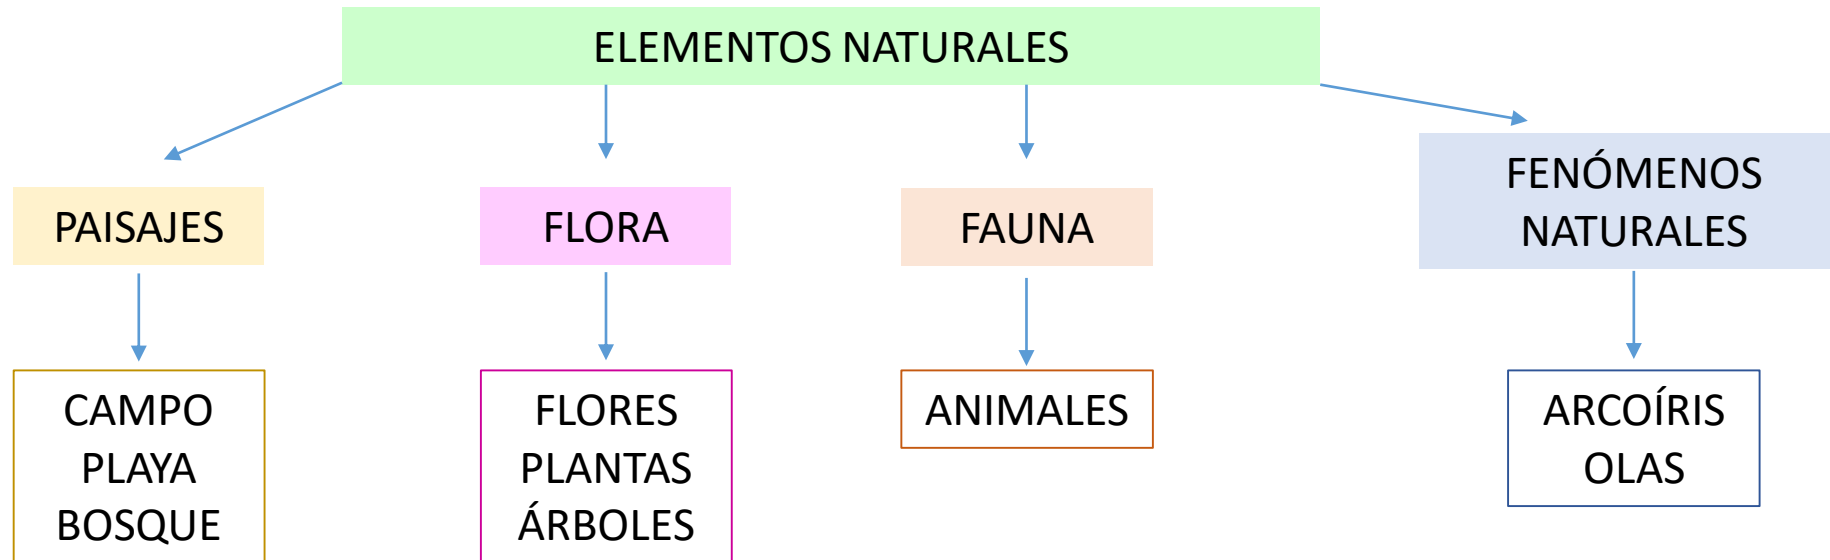 ELEMENTOS NATURALES
PAISAJES
FLORA
FAUNA
FENÓMENOS
NATURALES
CAMPO
PLAYA
BOSQUE
FLORES
PLANTAS
ÁRBOLES
ANIMALES
ARCOÍRIS
OLAS